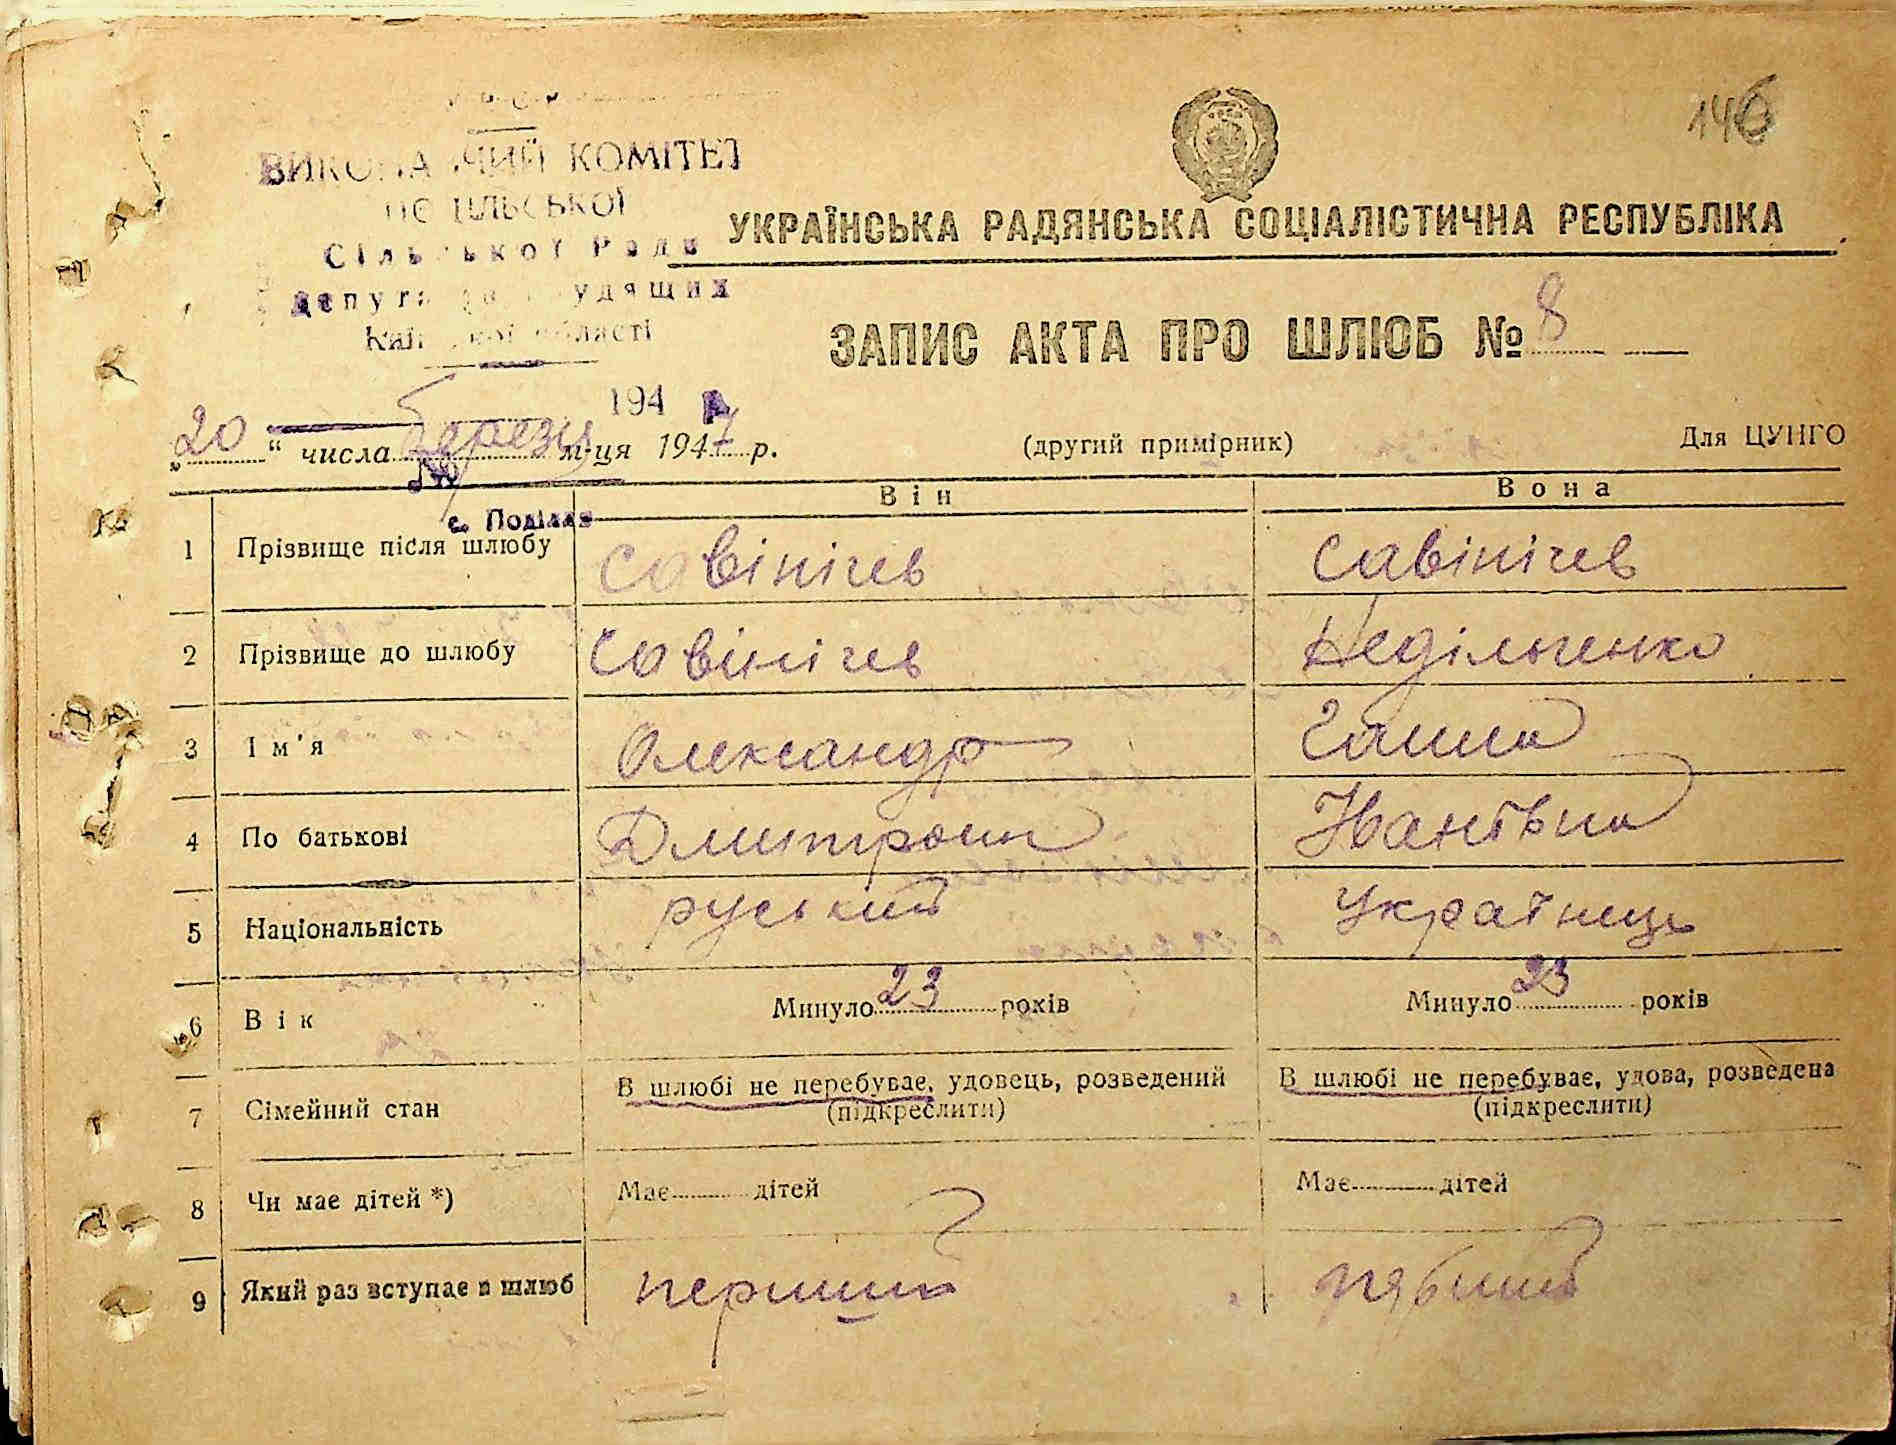 146
ВИКОНАВЧИЙ КОМІТЕТ
ПОДІЛЬСЬКОЇ
Сільської Ради
депутатів трудящих
Київської області
194 р.
с. Поділля
УКРАЇНСЬКА РАДЯНСЬКА СОЦІАЛІСТИЧНА РЕСПУБЛІКА
ЗАПИС АКТА ПРО ШЛЮБ № 8
„20“ числа березня м-ця 1947 р.
(другий примірник)
Для ЦУНГО
Він Вона
1 Прізвище після шлюбу Савінічев Савінічев
2 Прізвище до шлюбу Савінічев Недільченко
3 Ім'я Олександр Галина
4 По батькові Дмитрович Іванівна
5 Національність руський Українець
6 Вік Минуло 23 років Минуло 23 років
7 Сімейний стан В шлюбі не перебуває, удовець, розведений В шлюбі не перебуває, удова, розведена
(підкреслити) (підкреслити)
8 Чи має дітей *) Має дітей Має дітей
9 Який раз вступає в шлюб перший